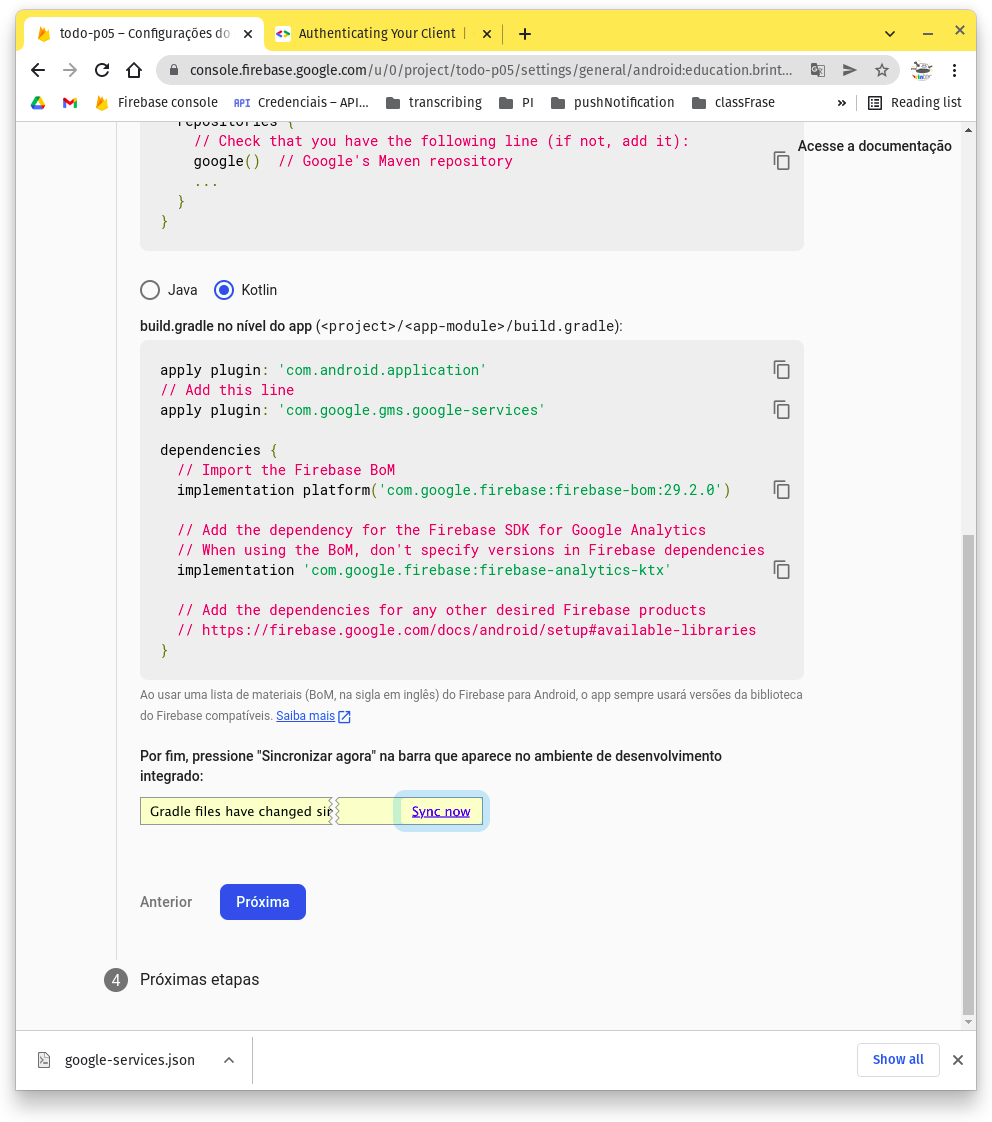 todo-p05 – Configurações do
Authenticating Your Client
console.firebase.google.com/u/0/project/todo-p05/settings/general/android:education.brint...
Firebase console
API
Credenciais – API...
transcribing
PI
pushNotification
classFrase
»
Reading list
repositories {
// Check that you have the following line (if not, add it):
google()  // Google's Maven repository
...
}
}
Acesse a documentação
Java
Kotlin
build.gradle no nível do app (<project>/<app-module>/build.gradle):
apply plugin: 'com.android.application'
// Add this line
apply plugin: 'com.google.gms.google-services'
dependencies {
// Import the Firebase BoM
implementation platform('com.google.firebase:firebase-bom:29.2.0')
// Add the dependency for the Firebase SDK for Google Analytics
// When using the BoM, don't specify versions in Firebase dependencies
implementation 'com.google.firebase:firebase-analytics-ktx'
// Add the dependencies for any other desired Firebase products
// https://firebase.google.com/docs/android/setup#available-libraries
}
Ao usar uma lista de materiais (BoM, na sigla em inglês) do Firebase para Android, o app sempre usará versões da biblioteca
do Firebase compatíveis. Saiba mais
Por fim, pressione "Sincronizar agora" na barra que aparece no ambiente de desenvolvimento
integrado:
Gradle files have changed sin
Sync now
Anterior
Próxima
4
Próximas etapas
google-services.json
Show all